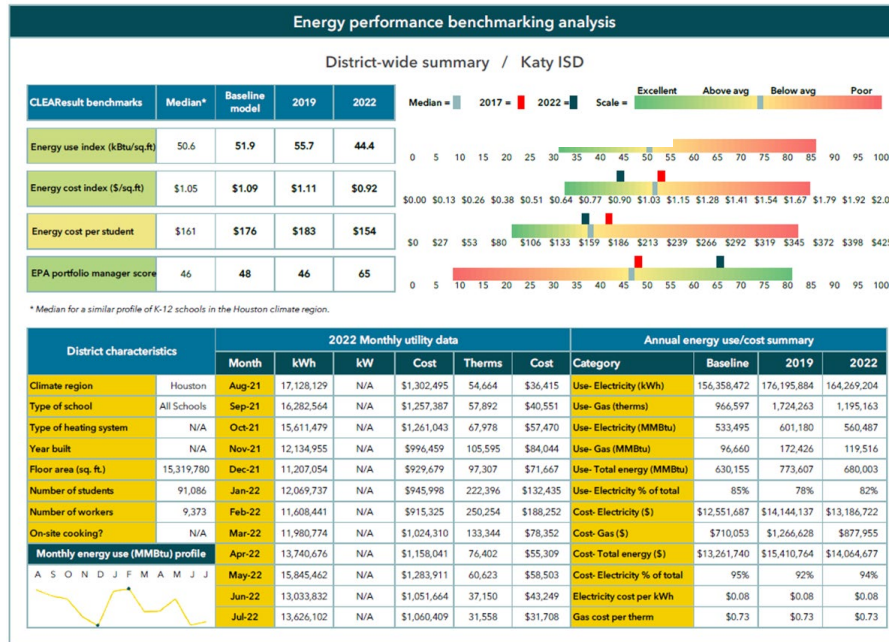 Energy performance benchmarking analysis
District-wide summary / Katy ISD
CLEAResult benchmarks Median* Baseline model 2019 2022
Energy use index (kBtu/sq.ft) 50.6 51.9 55.7 44.4
Energy cost index ($/sq.ft) $1.05 $1.09 $1.11 $0.92
Energy cost per student $161 $176 $183 $154
EPA portfolio manager score 46 48 46 65
* Median for a similar profile of K-12 schools in the Houston climate region.
Median = 2017 = 2022= Scale = Excellent Above avg Below avg Poor
0 5 10 15 20 25 30 35 40 45 50 55 60 65 70 75 80 85 90 95 100
$0.00 $0.13 $0.26 $0.38 $0.51 $0.64 $0.77 $0.90 $1.03 $1.15 $1.28 $1.41 $1.54 $1.67 $1.79 $1.92 $2.0
$0 $27 $53 $80 $106 $133 $159 $186 $213 $239 $266 $292 $319 $345 $372 $398 $425
0 5 10 15 20 25 30 35 40 45 50 55 60 65 70 75 80 85 90 95 100
District characteristics
Climate region Houston
Type of school All Schools
Type of heating system N/A
Year built N/A
Floor area (sq. ft.) 15,319,780
Number of students 91,086
Number of workers 9,373
On-site cooking? N/A
Monthly energy use (MMBtu) profile
A S O N D J F M A M J J
2022 Monthly utility data
Month kWh kW Cost Therms Cost
Aug-21 17,128,129 N/A $1,302,495 54,664 $36,415
Sep-21 16,282,564 N/A $1,257,387 57,892 $40,551
Oct-21 15,611,479 N/A $1,261,043 67,978 $57,470
Nov-21 12,134,955 N/A $996,459 105,595 $84,044
Dec-21 11,207,054 N/A $929,679 97,307 $71,667
Jan-22 12,069,737 N/A $945,998 222,396 $132,435
Feb-22 11,608,441 N/A $915,325 250,254 $188,252
Mar-22 11,980,774 N/A $1,024,310 133,344 $78,352
Apr-22 13,740,676 N/A $1,158,041 76,402 $55,309
May-22 15,845,462 N/A $1,283,911 60,623 $58,503
Jun-22 13,033,832 N/A $1,051,664 37,150 $43,249
Jul-22 13,626,102 N/A $1,060,409 31,558 $31,708
Annual energy use/cost summary
Category Baseline 2019 2022
Use- Electricity (kWh) 156,358,472 176,195,884 164,269,204
Use- Gas (therms) 966,597 1,724,263 1,195,163
Use- Electricity (MMBtu) 533,495 601,180 560,487
Use- Gas (MMBtu) 96,660 172,426 119,516
Use- Total energy (MMBtu) 630,155 773,607 680,003
Use- Electricity % of total 85% 78% 82%
Cost- Electricity ($) $12,551,687 $14,144,137 $13,186,722
Cost- Gas ($) $710,053 $1,266,628 $877,955
Cost- Total energy ($) $13,261,740 $15,410,764 $14,064,677
Cost- Electricity % of total 95% 92% 94%
Electricity cost per kWh $0.08 $0.08 $0.08
Gas cost per therm $0.73 $0.73 $0.73